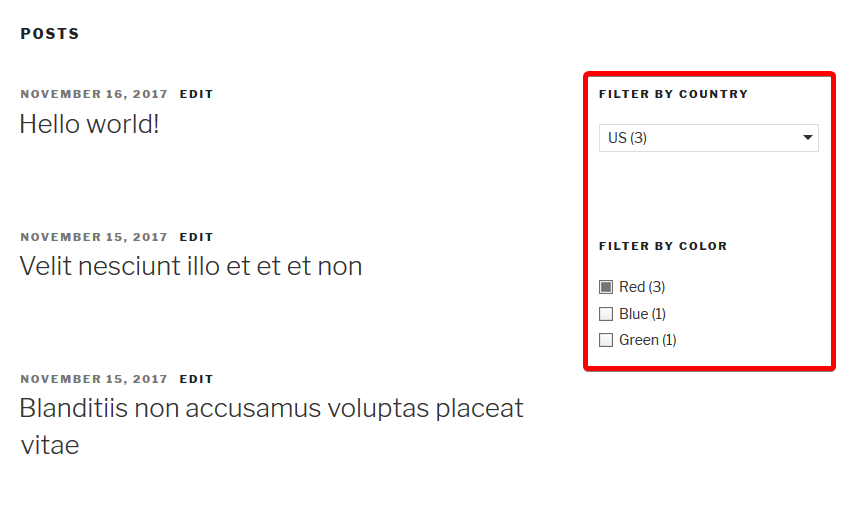 POSTS
NOVEMBER 16, 2017 EDIT
Hello world!
NOVEMBER 15, 2017 EDIT
Velit nesciunt illo et et et non
NOVEMBER 15, 2017 EDIT
Blanditiis non accusamus voluptas placeat
vitae
FILTER BY COUNTRY
US (3)
FILTER BY COLOR
Red (3)
Blue (1)
Green (1)